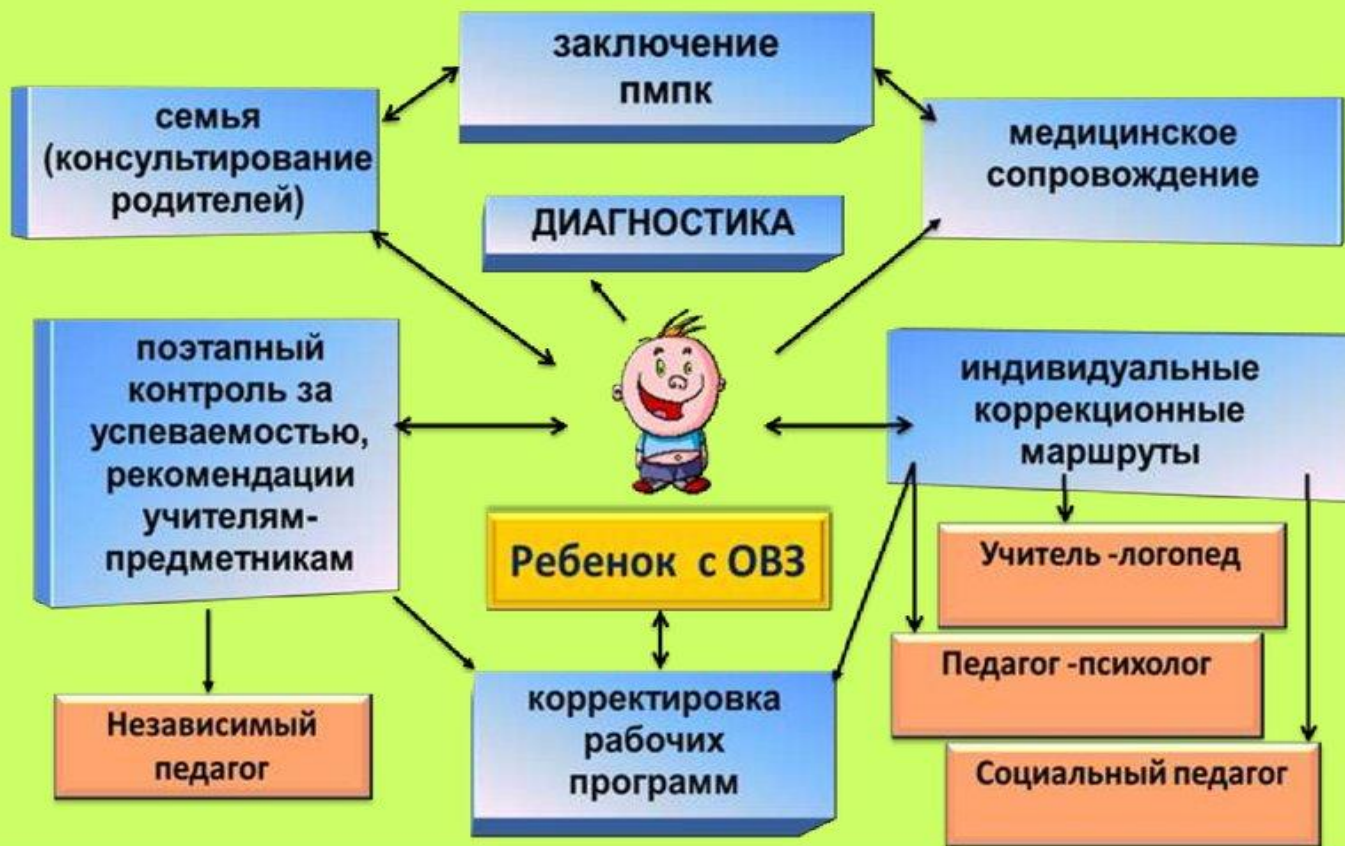 заключение
пмпк
семья
(консультирование
родителей)
медицинское
сопровождение
ДИАГНОСТИКА
поэтапный
контроль за
успеваемостью,
рекомендации
учителям-
предметникам
индивидуальные
коррекционные
маршруты
Ребенок с ОВЗ
Учитель -логопед
Педагог -психолог
Социальный педагог
Независимый
педагог
корректировка
рабочих
программ